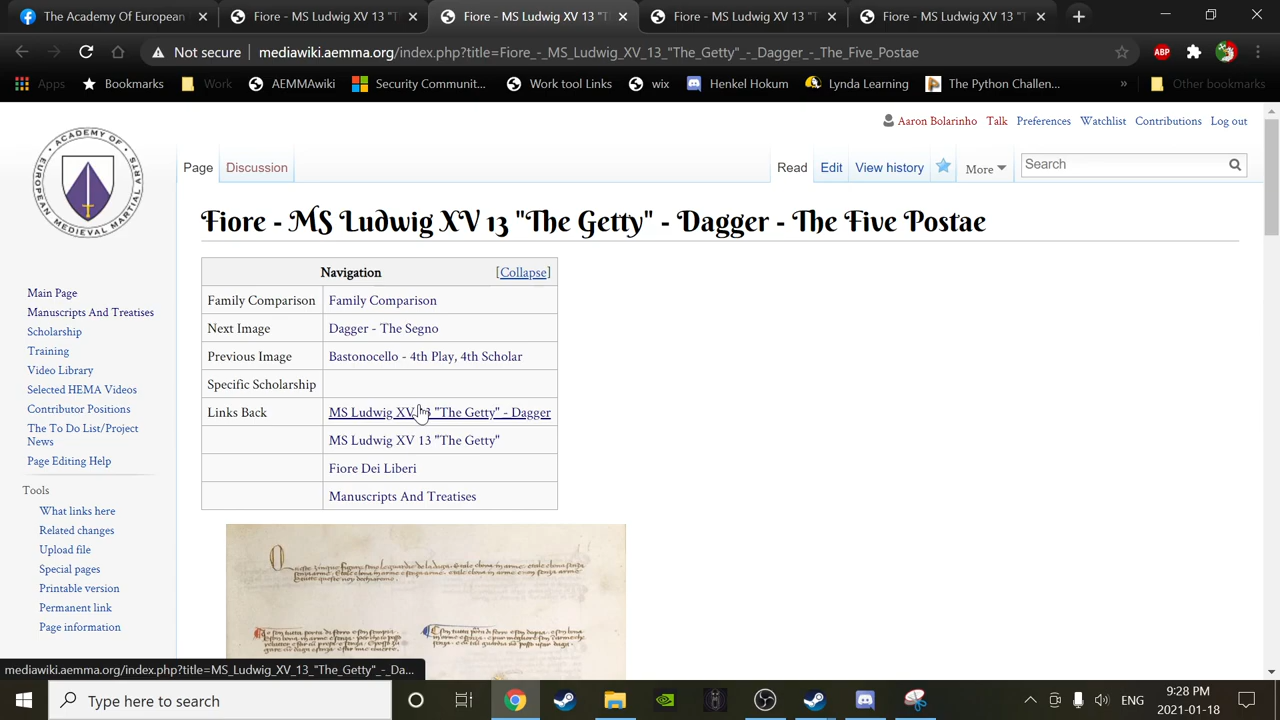 The Academy Of European
Fiore - MS Ludwig XV 13 "T
Fiore - MS Ludwig XV 13 "T
Fiore - MS Ludwig XV 13 "T
Fiore - MS Ludwig XV 13 "T
Not secure
mediawiki.aemma.org/index.php?title=Fiore_-_MS_Ludwig_XV_13_"The_Getty"_-_Dagger_-_The_Five_Postae
ABP
Apps
Bookmarks
Work
AEMMAwiki
Security Communit...
Work tool Links
wix
Henkel Hokum
Lynda Learning
The Python Challen...
»
Other bookmarks
Aaron Bolarinho
Talk
Preferences
Watchlist
Contributions
Log out
ACADEMY OF EUROPEAN MEDIEVAL MARTIAL ARTS
Page
Discussion
Read
Edit
View history
More
Search
Fiore - MS Ludwig XV 13 "The Getty" - Dagger - The Five Postae
Navigation
[Collapse]
Family Comparison
Family Comparison
Next Image
Dagger - The Segno
Previous Image
Bastonocello - 4th Play, 4th Scholar
Specific Scholarship
Links Back
MS Ludwig XV 13 "The Getty" - Dagger
MS Ludwig XV 13 "The Getty"
Fiore Dei Liberi
Manuscripts And Treatises
Main Page
Manuscripts And Treatises
Scholarship
Training
Video Library
Selected HEMA Videos
Contributor Positions
The To Do List/Project
News
Page Editing Help
Tools
What links here
Related changes
Upload file
Special pages
Printable version
Permanent link
Page information
mediawiki.aemma.org/index.php?title=MS_Ludwig_XV_13_"The_Getty"_-_Da...
Type here to search
ENG
9:28 PM
2021-01-18